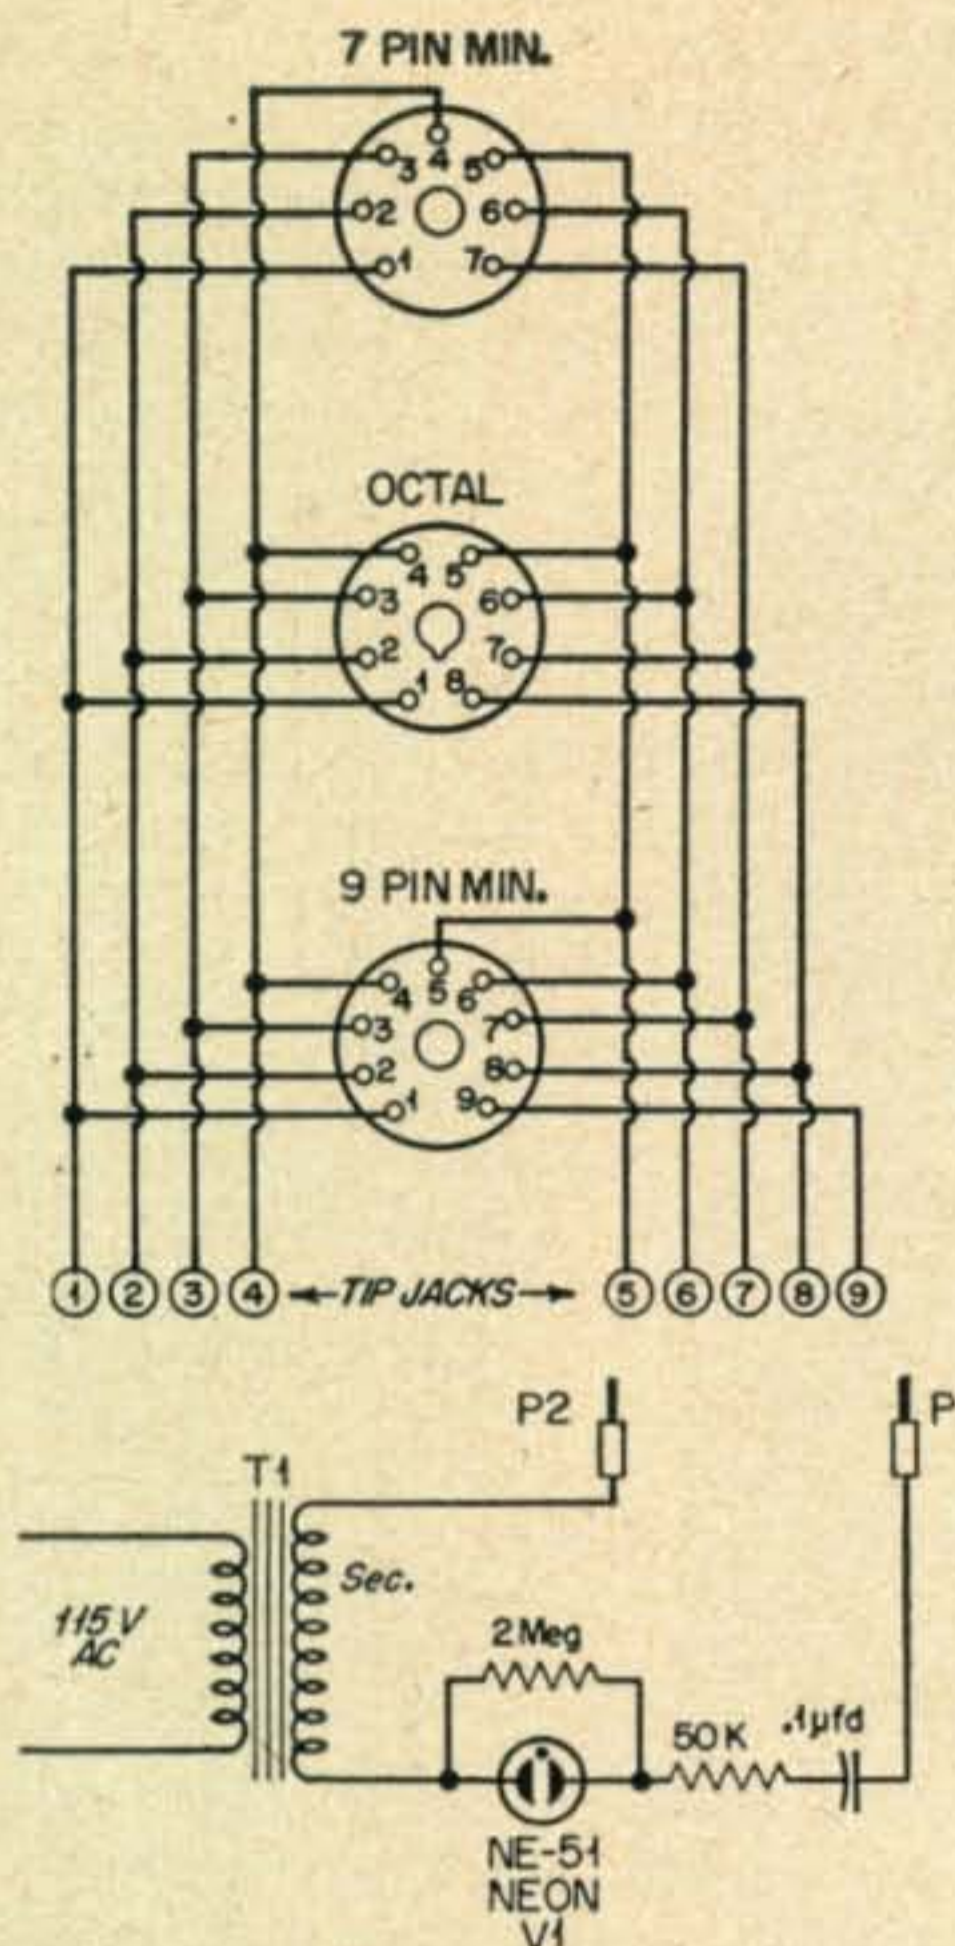 7 PIN MIN.
3 4 5
2 6
1 7
OCTAL
4 5
3 6
2 7
1 8
9 PIN MIN.
4 5 6
3 7
2 8
1 9
1 2 3 4 TIP JACKS 5 6 7 8 9
P2 P
T1
Sec.
115 V
AC
2 Meg
50 K .1µfd
NE-51
NEON
V1